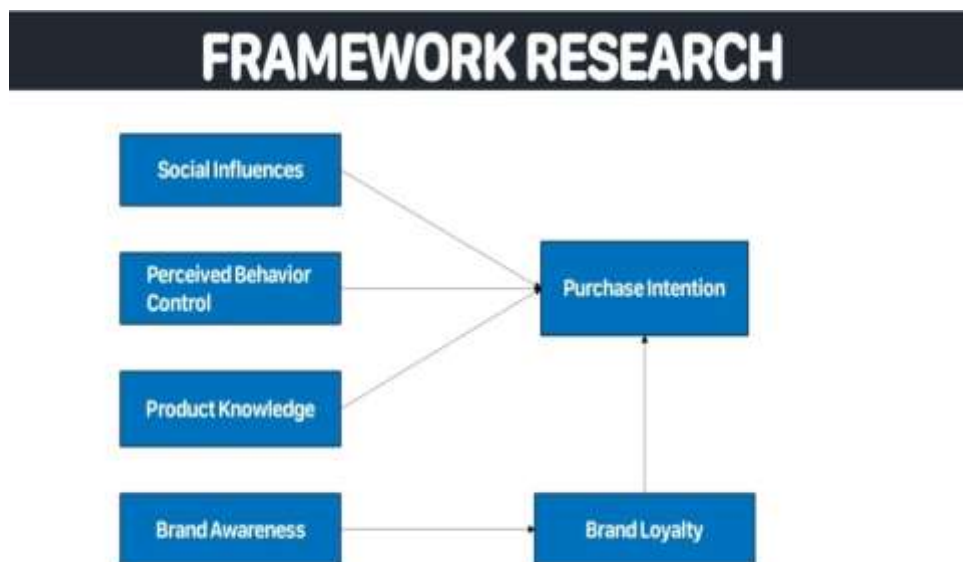 FRAMEWORK RESEARCH
Social Influences
Perceived Behavior
Control
Purchase Intention
Product Knowledge
Brand Awareness
Brand Loyalty